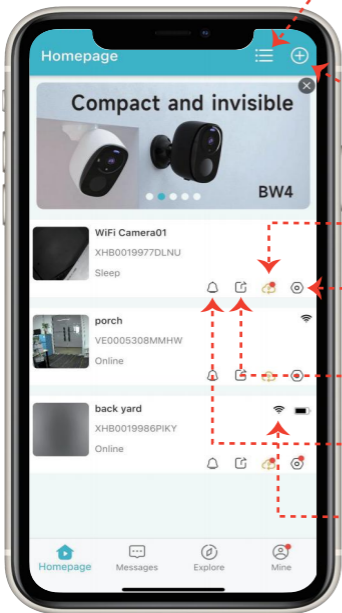 Homepage
Compact and invisible
BW4
WiFi Camera01
XHB0019977DLNU
Sleep
porch
VE0005308MMHW
Online
back yard
XHB0019986PIKY
Online
Homepage Messages Explore Mine